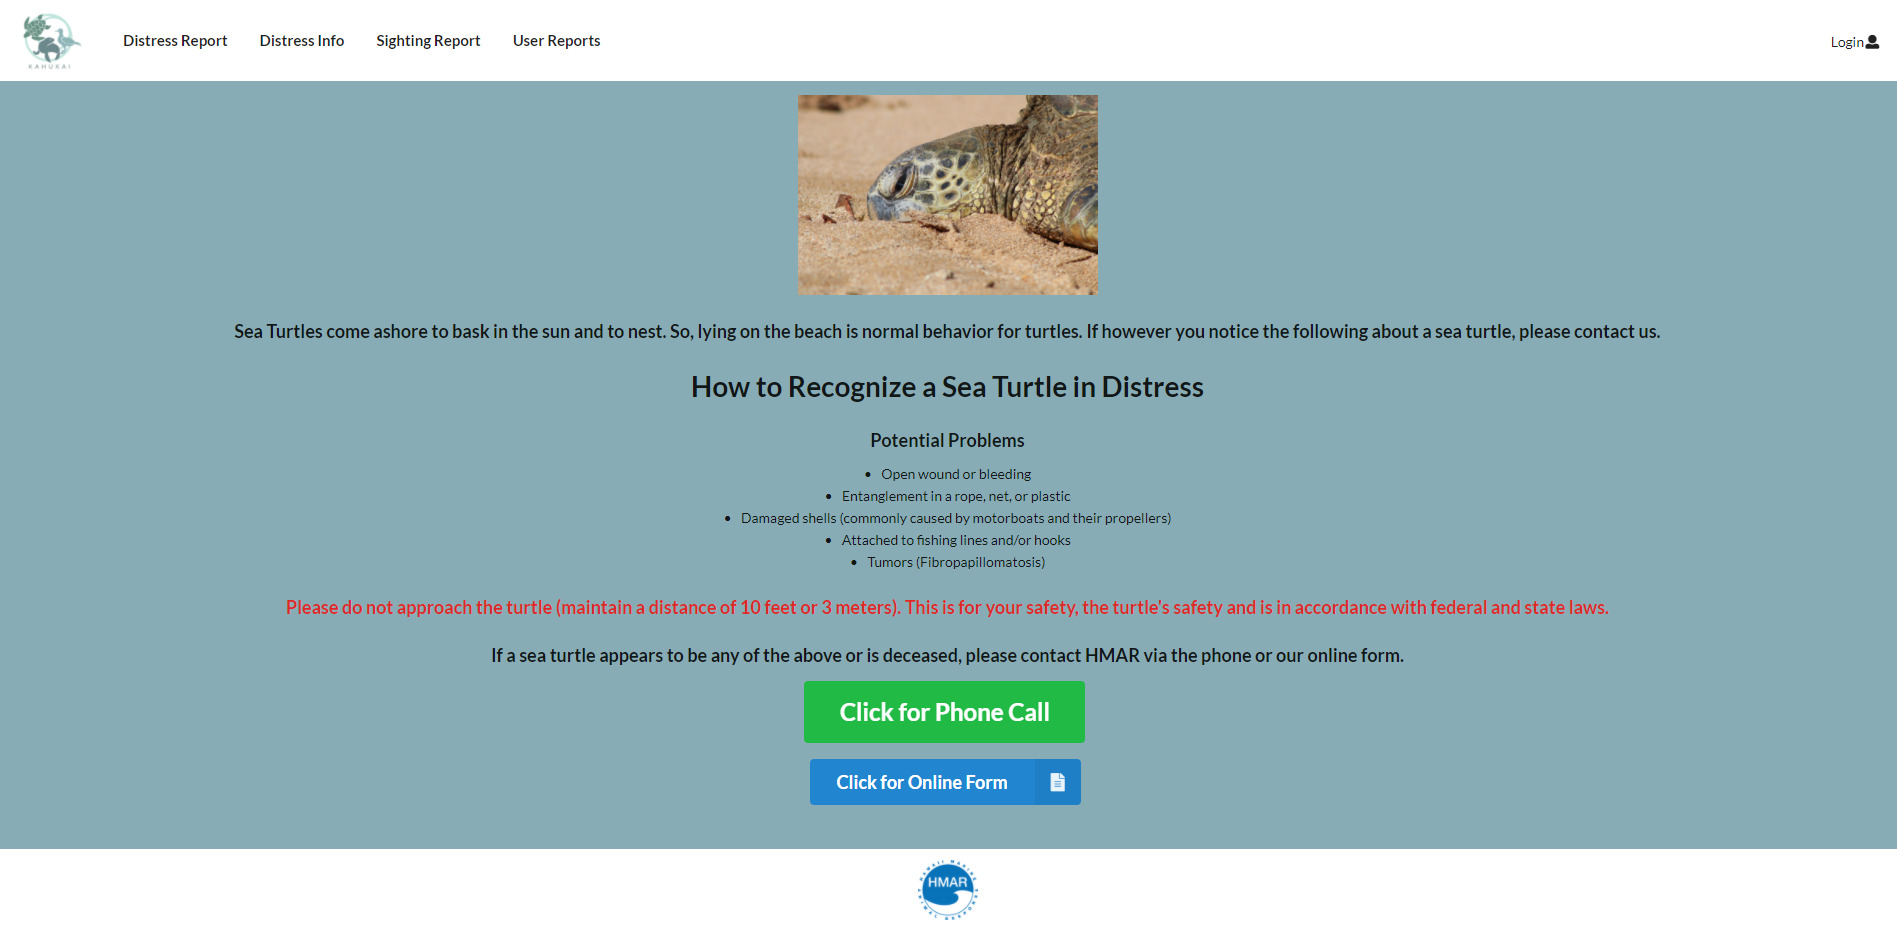 KAHUKAI
Distress Report
Distress Info
Sighting Report
User Reports
Login
Sea Turtles come ashore to bask in the sun and to nest. So, lying on the beach is normal behavior for turtles. If however you notice the following about a sea turtle, please contact us.
How to Recognize a Sea Turtle in Distress
Potential Problems
• Open wound or bleeding
• Entanglement in a rope, net, or plastic
• Damaged shells (commonly caused by motorboats and their propellers)
• Attached to fishing lines and/or hooks
• Tumors (Fibropapillomatosis)
Please do not approach the turtle (maintain a distance of 10 feet or 3 meters). This is for your safety, the turtle's safety and is in accordance with federal and state laws.
If a sea turtle appears to be any of the above or is deceased, please contact HMAR via the phone or our online form.
Click for Phone Call
Click for Online Form
HAWAII MARINE
HMAR
ANIMAL RESPONSE